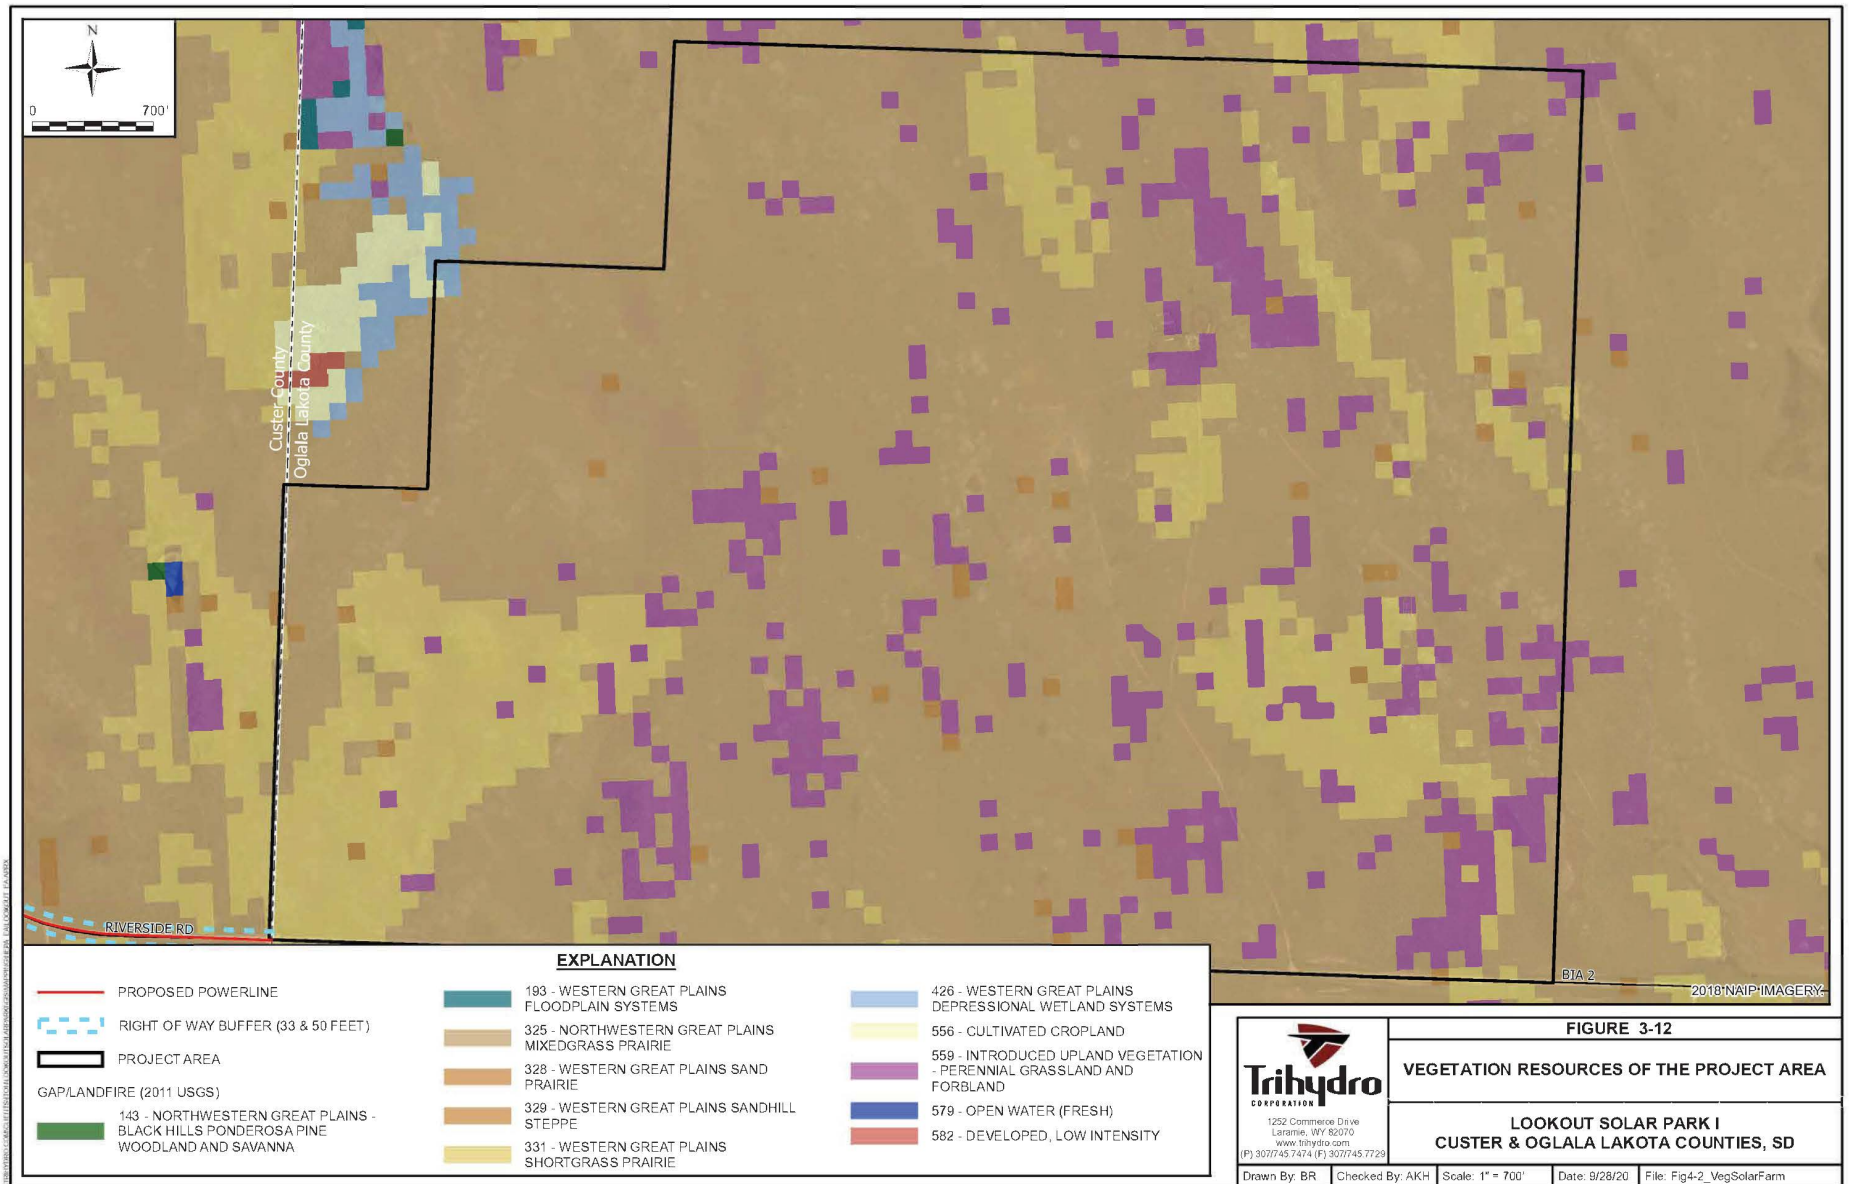 N
0 700'
Custer County
Oglala Lakota County
RIVERSIDE RD
BIA 2
2018 NAIP IMAGERY
EXPLANATION
PROPOSED POWERLINE
RIGHT OF WAY BUFFER (33 & 50 FEET)
PROJECT AREA
GAP/LANDFIRE (2011 USGS)
143 - NORTHWESTERN GREAT PLAINS -
BLACK HILLS PONDEROSA PINE
WOODLAND AND SAVANNA
193 - WESTERN GREAT PLAINS
FLOODPLAIN SYSTEMS
325 - NORTHWESTERN GREAT PLAINS
MIXEDGRASS PRAIRIE
328 - WESTERN GREAT PLAINS SAND
PRAIRIE
329 - WESTERN GREAT PLAINS SANDHILL
STEPPE
331 - WESTERN GREAT PLAINS
SHORTGRASS PRAIRIE
426 - WESTERN GREAT PLAINS
DEPRESSIONAL WETLAND SYSTEMS
556 - CULTIVATED CROPLAND
559 - INTRODUCED UPLAND VEGETATION
- PERENNIAL GRASSLAND AND
FORBLAND
579 - OPEN WATER (FRESH)
582 - DEVELOPED, LOW INTENSITY
Trihydro
CORPORATION
1252 Commerce Drive
Laramie, WY 82070
www.trihydro.com
(P) 307/745.7474 (F) 307/745.7729
FIGURE 3-12
VEGETATION RESOURCES OF THE PROJECT AREA
LOOKOUT SOLAR PARK I
CUSTER & OGLALA LAKOTA COUNTIES, SD
Drawn By: BR Checked By: AKH Scale: 1" = 700' Date: 9/28/20 File: Fig4-2_VegSolarFarm